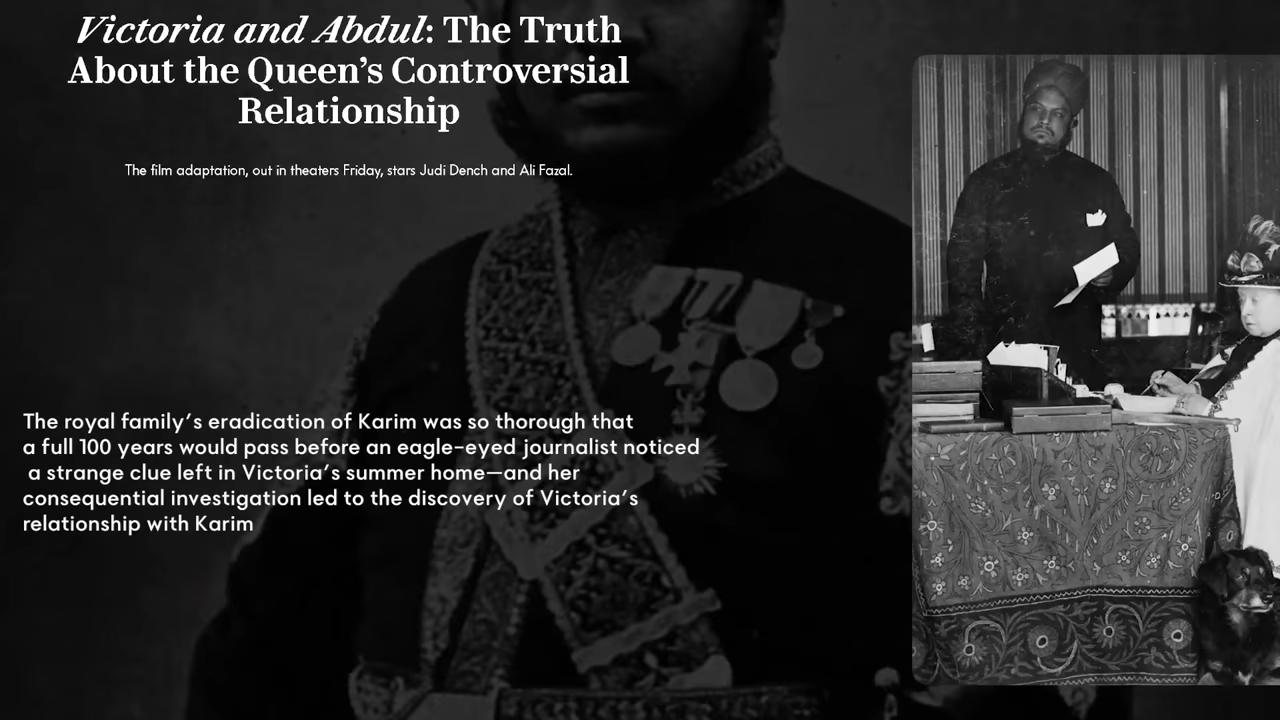 Victoria and Abdul: The Truth
About the Queen’s Controversial
Relationship
The film adaptation, out in theaters Friday, stars Judi Dench and Ali Fazal.
The royal family’s eradication of Karim was so thorough that
a full 100 years would pass before an eagle-eyed journalist noticed
a strange clue left in Victoria’s summer home—and her
consequential investigation led to the discovery of Victoria’s
relationship with Karim